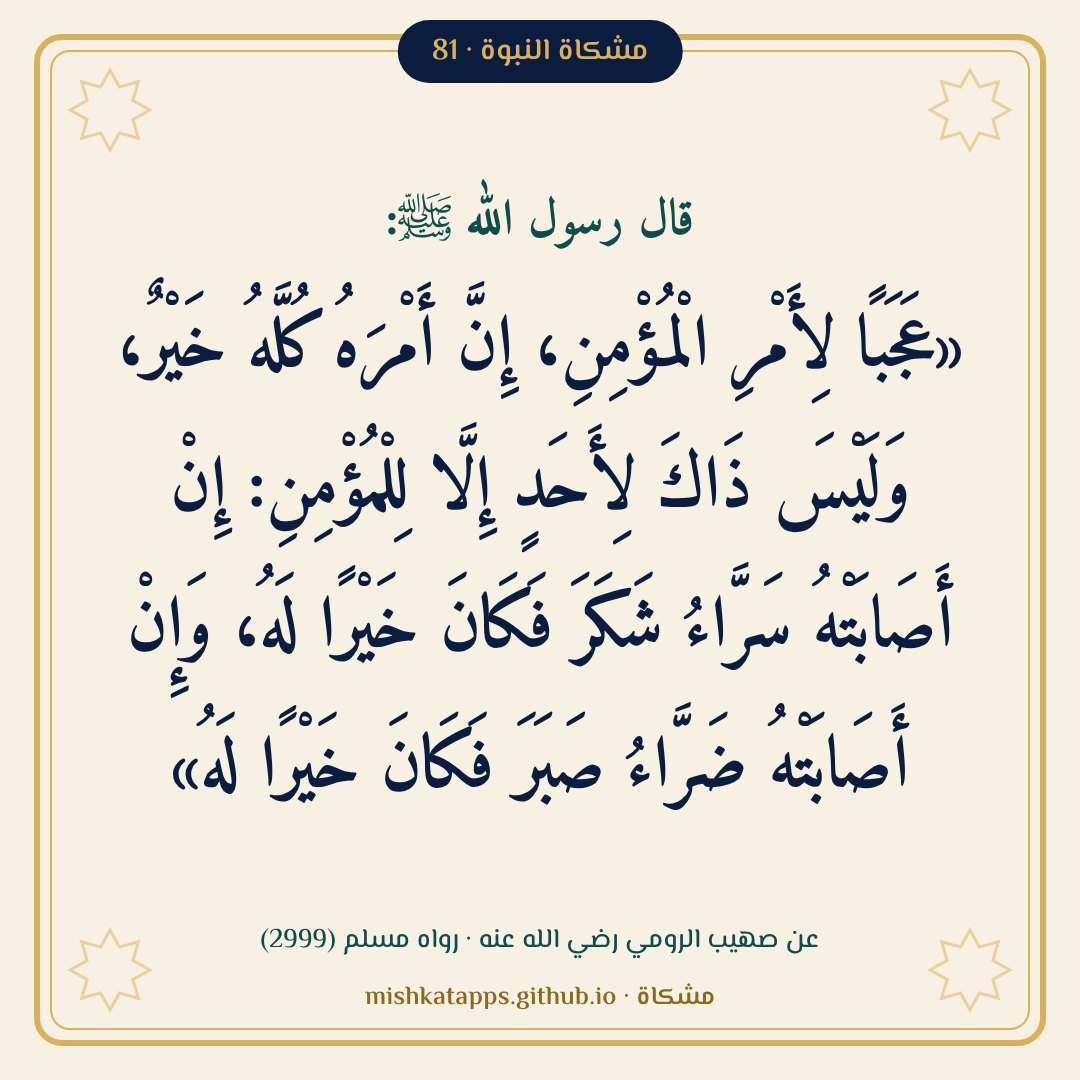 مشكاة النبوة · 81
قال رسول الله ﷺ:
«عَجَبًا لِأَمْرِ الْمُؤْمِنِ، إِنَّ أَمْرَهُ كُلَّهُ خَيْرٌ،
وَلَيْسَ ذَاكَ لِأَحَدٍ إِلَّا لِلْمُؤْمِنِ: إِنْ
أَصَابَتْهُ سَرَّاءُ شَكَرَ فَكَانَ خَيْرًا لَهُ، وَإِنْ
أَصَابَتْهُ ضَرَّاءُ صَبَرَ فَكَانَ خَيْرًا لَهُ»
عن صهيب الرومي رضي الله عنه · رواه مسلم (2999)
مشكاة · mishkatapps.github.io